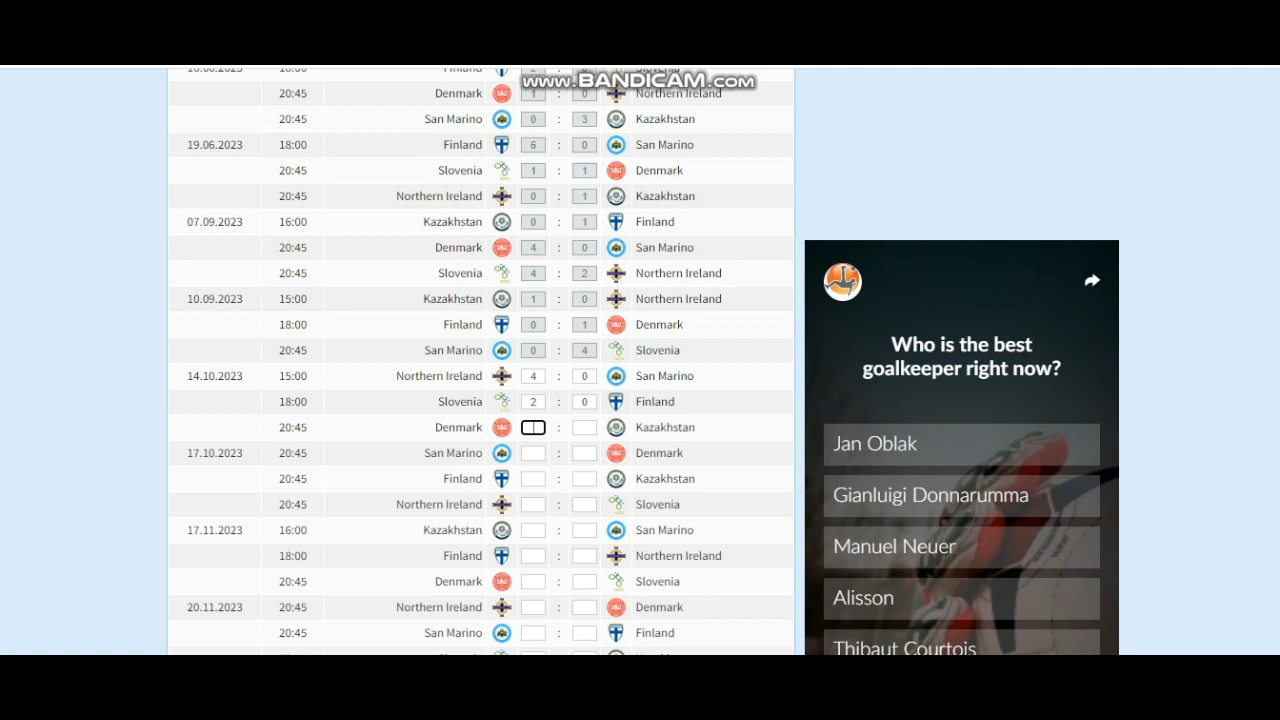 www.BANDICAM.com
20:45 Denmark 1 : 0 Northern Ireland
20:45 San Marino 0 : 3 Kazakhstan
19.06.2023 18:00 Finland 6 : 0 San Marino
20:45 Slovenia 1 : 1 Denmark
20:45 Northern Ireland 0 : 1 Kazakhstan
07.09.2023 16:00 Kazakhstan 0 : 1 Finland
20:45 Denmark 4 : 0 San Marino
20:45 Slovenia 4 : 2 Northern Ireland
10.09.2023 15:00 Kazakhstan 1 : 0 Northern Ireland
18:00 Finland 0 : 1 Denmark
20:45 San Marino 0 : 4 Slovenia
14.10.2023 15:00 Northern Ireland 4 : 0 San Marino
18:00 Slovenia 2 : 0 Finland
20:45 Denmark : Kazakhstan
17.10.2023 20:45 San Marino : Denmark
20:45 Finland : Kazakhstan
20:45 Northern Ireland : Slovenia
17.11.2023 16:00 Kazakhstan : San Marino
18:00 Finland : Northern Ireland
20:45 Denmark : Slovenia
20.11.2023 20:45 Northern Ireland : Denmark
20:45 San Marino : Finland
Who is the best
goalkeeper right now?
Jan Oblak
Gianluigi Donnarumma
Manuel Neuer
Alisson
Thibaut Courtois